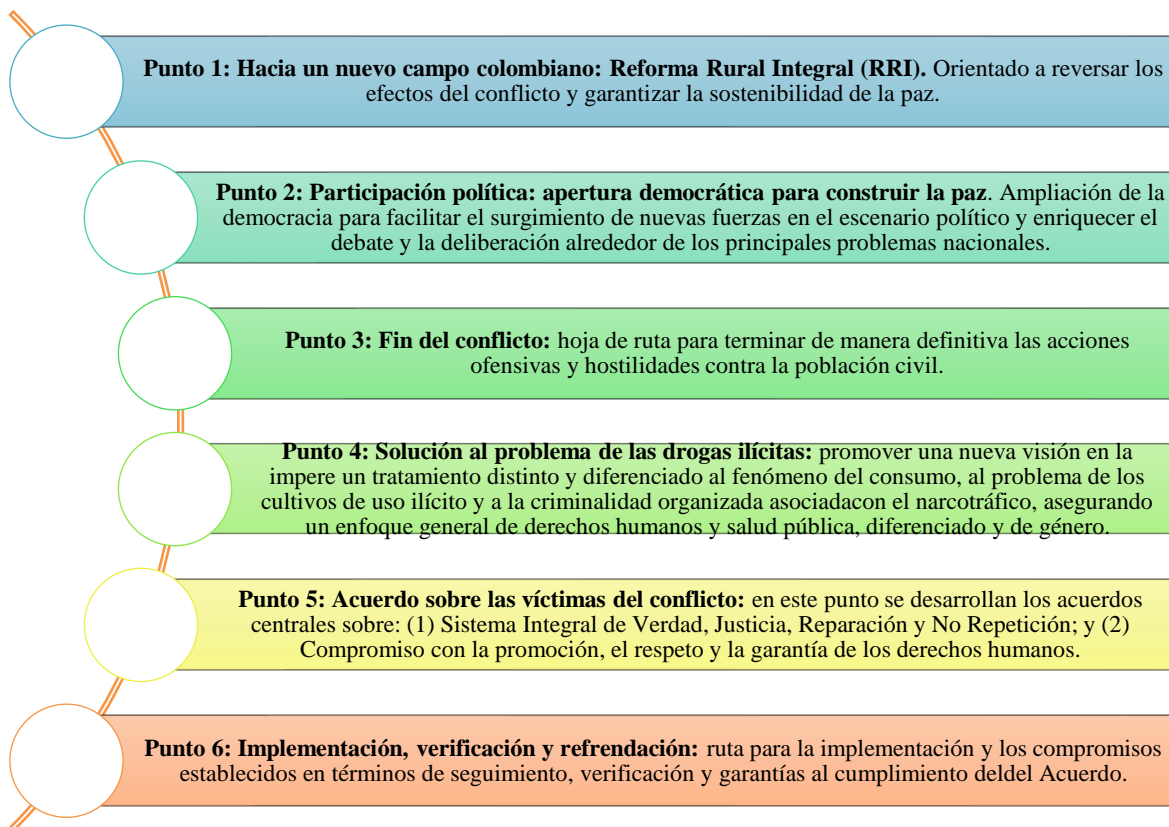 Punto 1: Hacia un nuevo campo colombiano: Reforma Rural Integral (RRI). Orientado a reversar los
efectos del conflicto y garantizar la sostenibilidad de la paz.
Punto 2: Participación política: apertura democrática para construir la paz. Ampliación de la
democracia para facilitar el surgimiento de nuevas fuerzas en el escenario político y enriquecer el
debate y la deliberación alrededor de los principales problemas nacionales.
Punto 3: Fin del conflicto: hoja de ruta para terminar de manera definitiva las acciones
ofensivas y hostilidades contra la población civil.
Punto 4: Solución al problema de las drogas ilícitas: promover una nueva visión en la
impere un tratamiento distinto y diferenciado al fenómeno del consumo, al problema de los
cultivos de uso ilícito y a la criminalidad organizada asociadacon el narcotráfico, asegurando
un enfoque general de derechos humanos y salud pública, diferenciado y de género.
Punto 5: Acuerdo sobre las víctimas del conflicto: en este punto se desarrollan los acuerdos
centrales sobre: (1) Sistema Integral de Verdad, Justicia, Reparación y No Repetición; y (2)
Compromiso con la promoción, el respeto y la garantía de los derechos humanos.
Punto 6: Implementación, verificación y refrendación: ruta para la implementación y los compromisos
establecidos en términos de seguimiento, verificación y garantías al cumplimiento deldel Acuerdo.